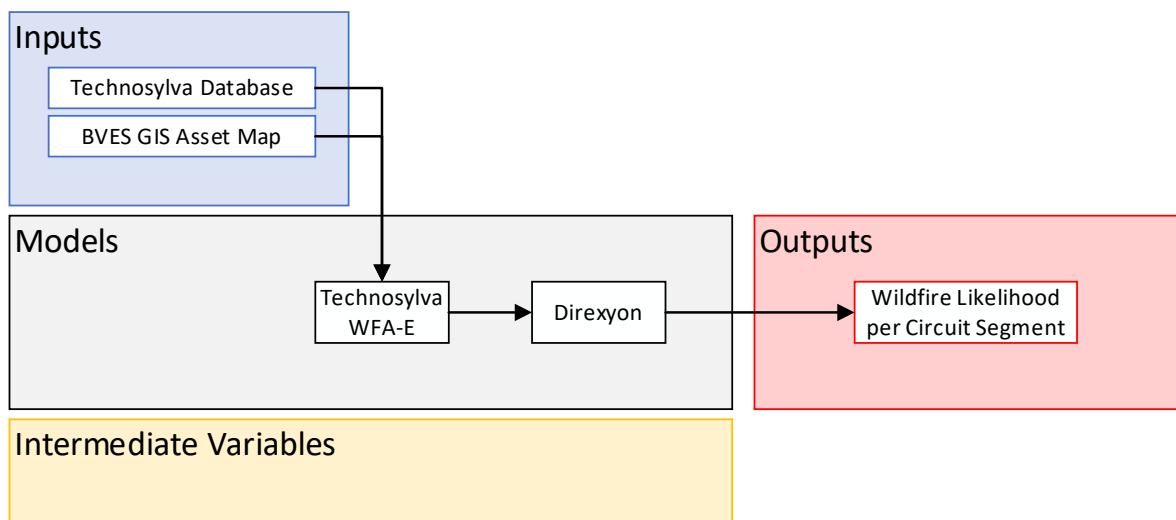 Inputs
Technosylva Database
BVES GIS Asset Map
Models
Technosylva
WFA-E
Direxyon
Outputs
Wildfire Likelihood
per Circuit Segment
Intermediate Variables